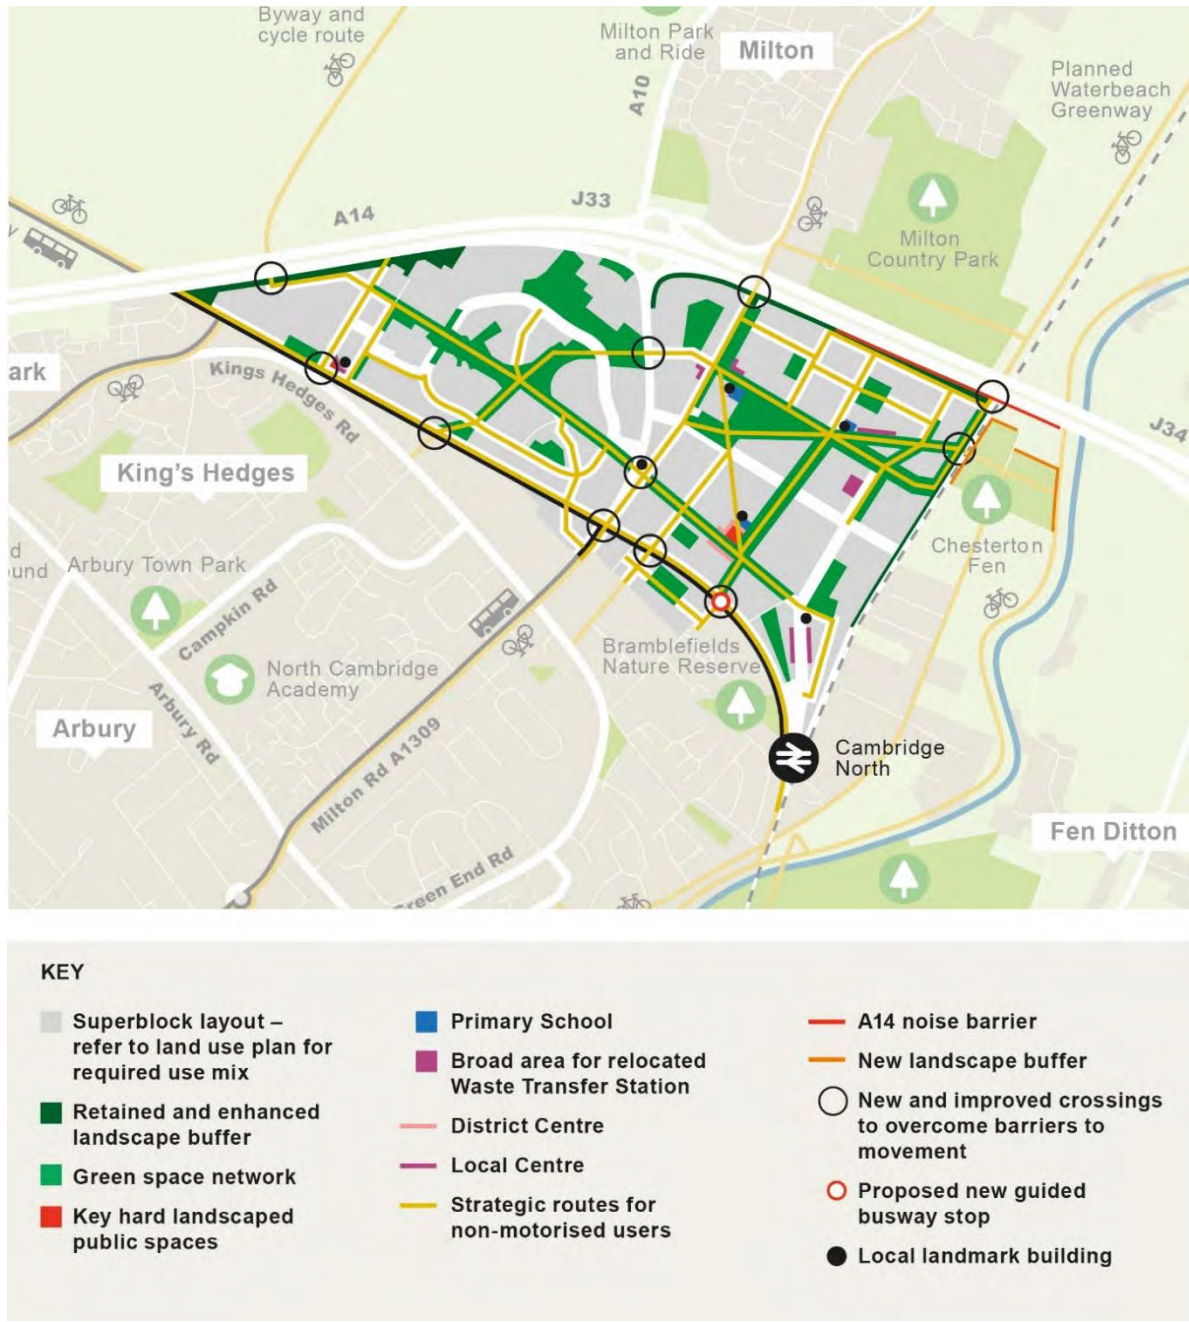 Byway and
cycle route
Milton Park
and Ride
Milton
A10
Planned
Waterbeach
Greenway
J33
A14
Milton
Country Park
ark
Kings Hedges Rd
J34
King's Hedges
Chesterton
Fen
d
ound
Arbury Town Park
Campkin Rd
Bramblefields
Nature Reserve
North Cambridge
Academy
Arbury Rd
Arbury
Milton Rd A1309
Cambridge
North
Fen Ditton
Green End Rd
KEY
Superblock layout –
refer to land use plan for
required use mix
Retained and enhanced
landscape buffer
Green space network
Key hard landscaped
public spaces
Primary School
Broad area for relocated
Waste Transfer Station
District Centre
Local Centre
Strategic routes for
non-motorised users
A14 noise barrier
New landscape buffer
New and improved crossings
to overcome barriers to
movement
Proposed new guided
busway stop
Local landmark building